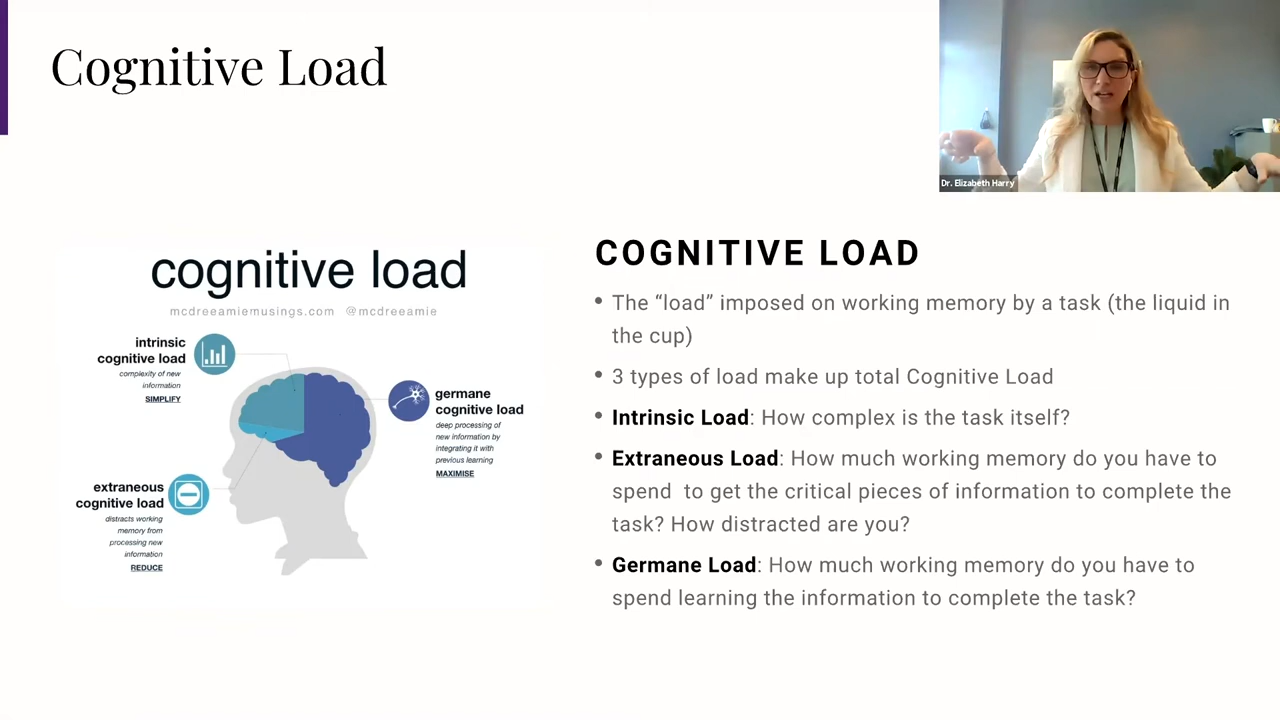 Cognitive Load
Dr. Elizabeth Harry
cognitive load
mcdreeamiemusings.com @mcdreeamie
intrinsic
cognitive load
complexity of new
information
SIMPLIFY
germane
cognitive load
deep processing of
new information by
integrating it with
previous learning
MAXIMISE
extraneous
cognitive load
distracts working
memory from
processing new
information
REDUCE
COGNITIVE LOAD
• The “load” imposed on working memory by a task (the liquid in
the cup)
• 3 types of load make up total Cognitive Load
• Intrinsic Load: How complex is the task itself?
• Extraneous Load: How much working memory do you have to
spend  to get the critical pieces of information to complete the
task? How distracted are you?
• Germane Load: How much working memory do you have to
spend learning the information to complete the task?